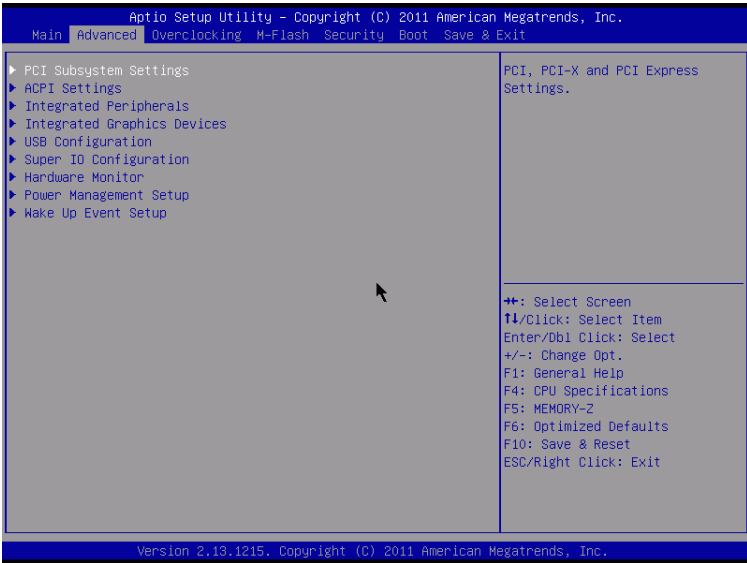 Aptio Setup Utility – Copyright (C) 2011 American Megatrends, Inc.
Main Advanced Overclocking M-Flash Security Boot Save & Exit
PCI Subsystem Settings
ACPI Settings
Integrated Peripherals
Integrated Graphics Devices
USB Configuration
Super IO Configuration
Hardware Monitor
Power Management Setup
Wake Up Event Setup
PCI, PCI-X and PCI Express
Settings.
→←: Select Screen
↑↓/Click: Select Item
Enter/Dbl Click: Select
+/-: Change Opt.
F1: General Help
F4: CPU Specifications
F5: MEMORY-Z
F6: Optimized Defaults
F10: Save & Reset
ESC/Right Click: Exit
Version 2.13.1215. Copyright (C) 2011 American Megatrends, Inc.